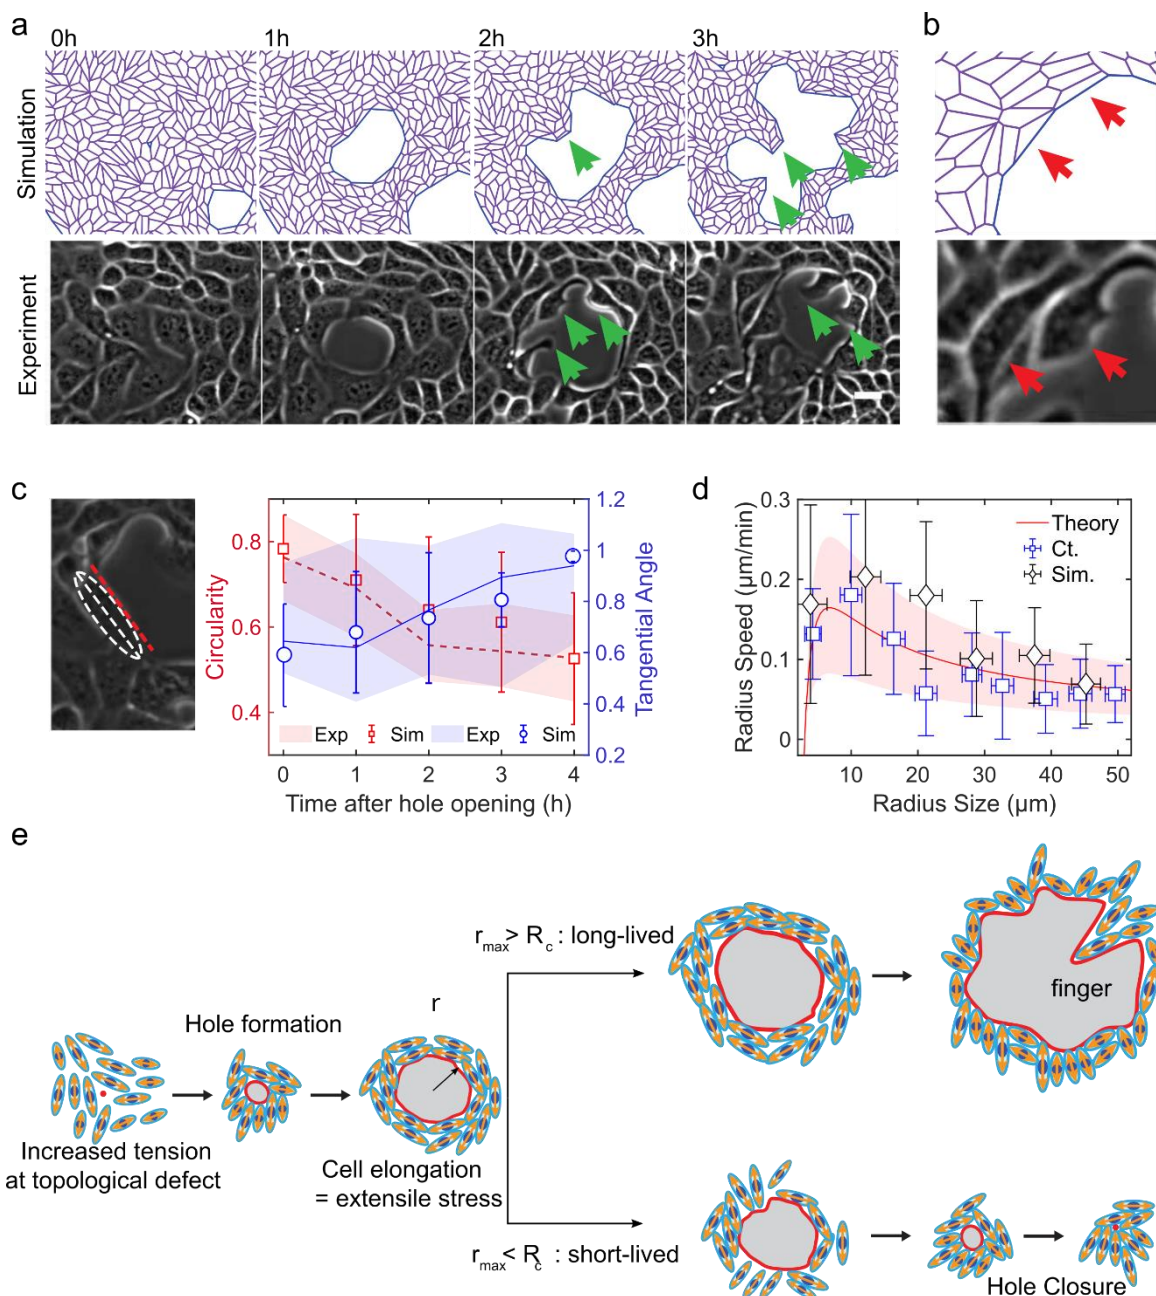 a
b
0h
1h
2h
3h
Simulation
Experiment
c
d
Circularity
0.8
0.6
0.4
1.2
1
0.8
0.6
0.4
0.2
Tangential Angle
Exp
Sim
Exp
Sim
0
1
2
3
4
Time after hole opening (h)
Radius Speed (μm/min)
0.3
0.2
0.1
0
Theory
Ct.
Sim.
10
20
30
40
50
Radius Size (μm)
e
r_max > R_c : long-lived
r
Hole formation
finger
Increased tension
at topological defect
Cell elongation
= extensile stress
r_max < R_c : short-lived
Hole Closure